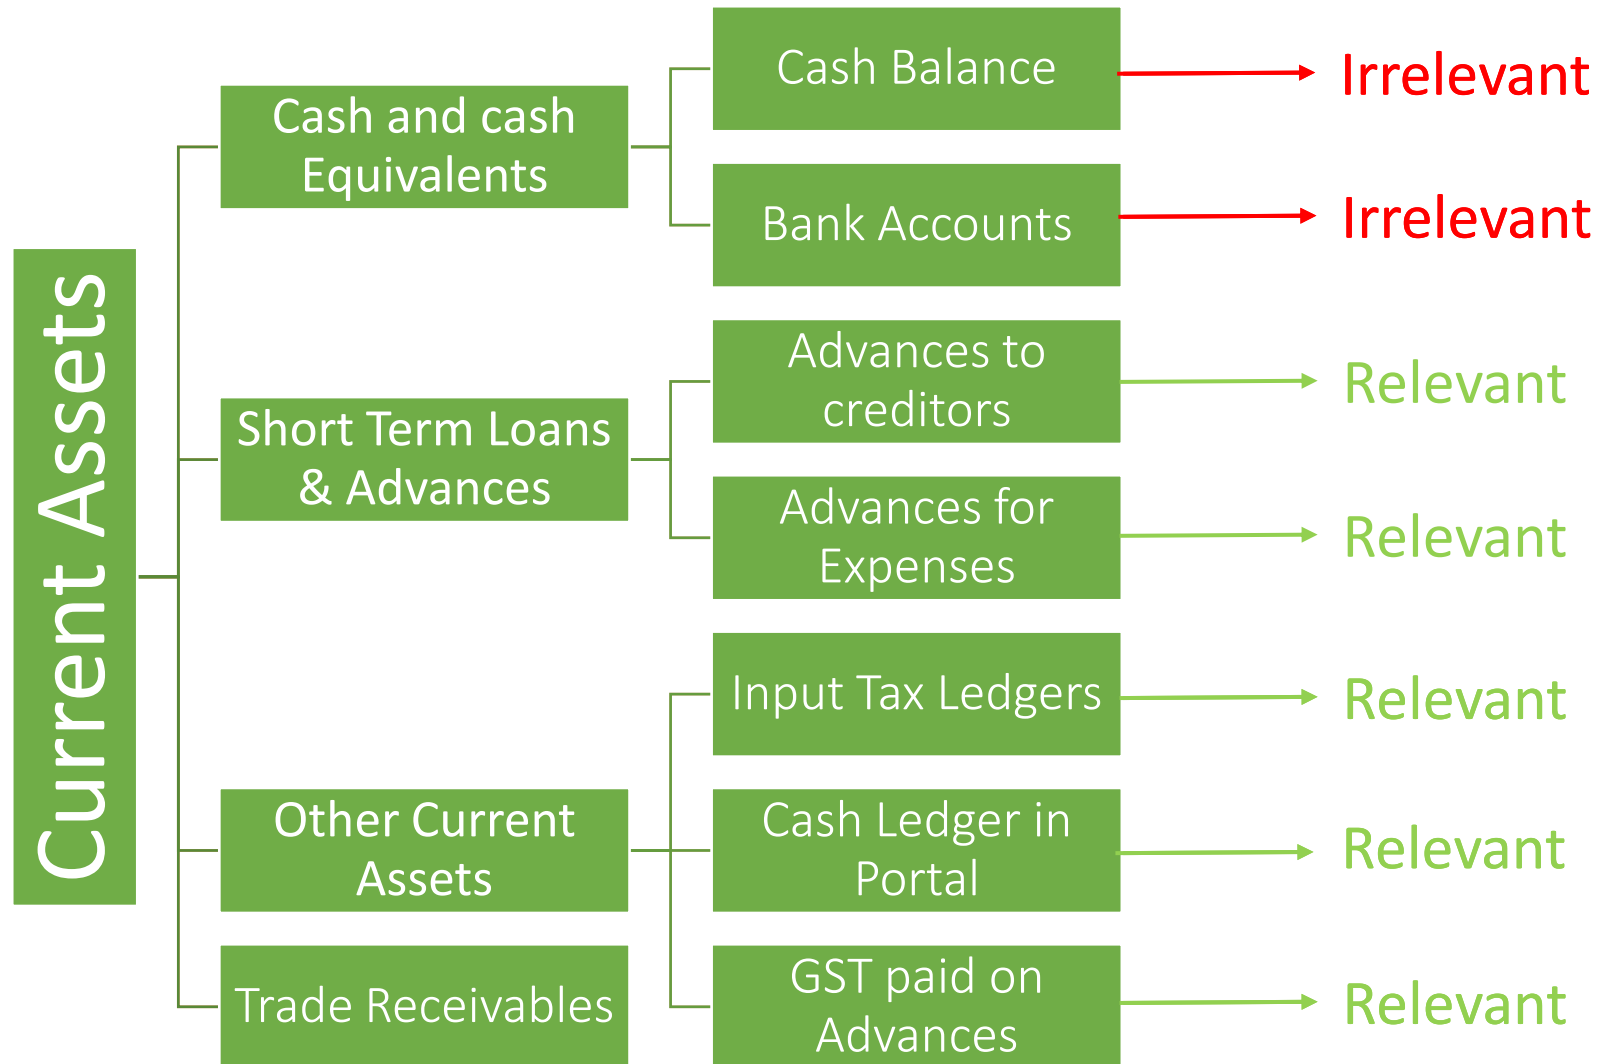 Current Assets
Cash and cash
Equivalents
Cash Balance
Irrelevant
Bank Accounts
Irrelevant
Short Term Loans
& Advances
Advances to
creditors
Relevant
Advances for
Expenses
Relevant
Other Current
Assets
Input Tax Ledgers
Relevant
Cash Ledger in
Portal
Relevant
GST paid on
Advances
Relevant
Trade Receivables